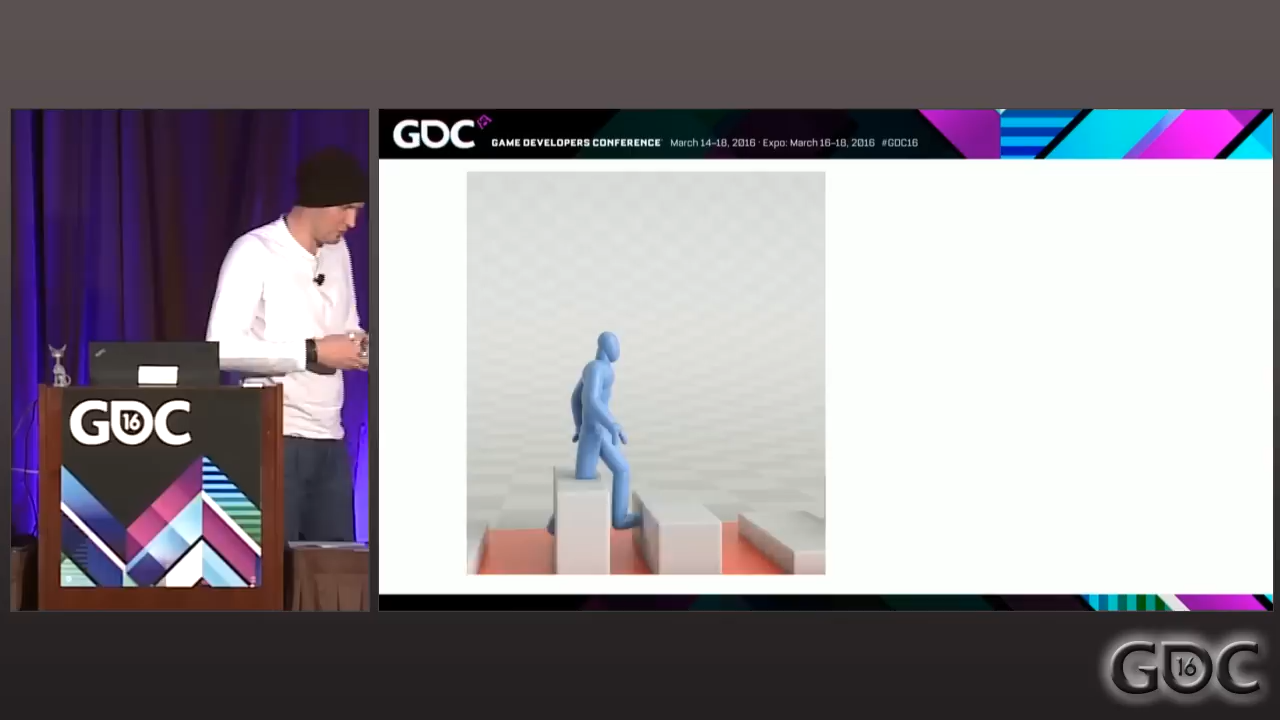 GDC
GAME DEVELOPERS CONFERENCE March 14–18, 2016 · Expo: March 16–18, 2016 #GDC16
GDC
16
GDC
16